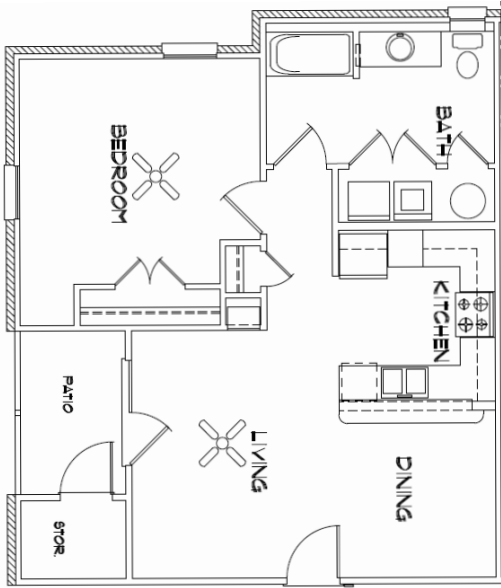 BATH
BEDROOM
KITCHEN
PATIO
LIVING
DINING
STOR.